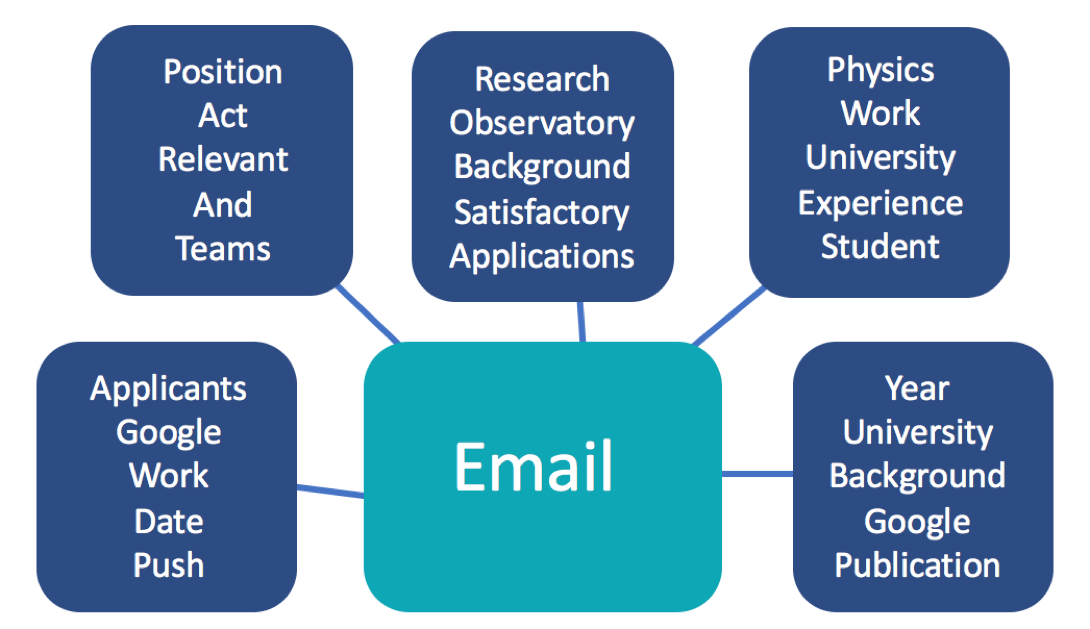 Position
Act
Relevant
And
Teams
Research
Observatory
Background
Satisfactory
Applications
Physics
Work
University
Experience
Student
Applicants
Google
Work
Date
Push
Email
Year
University
Background
Google
Publication